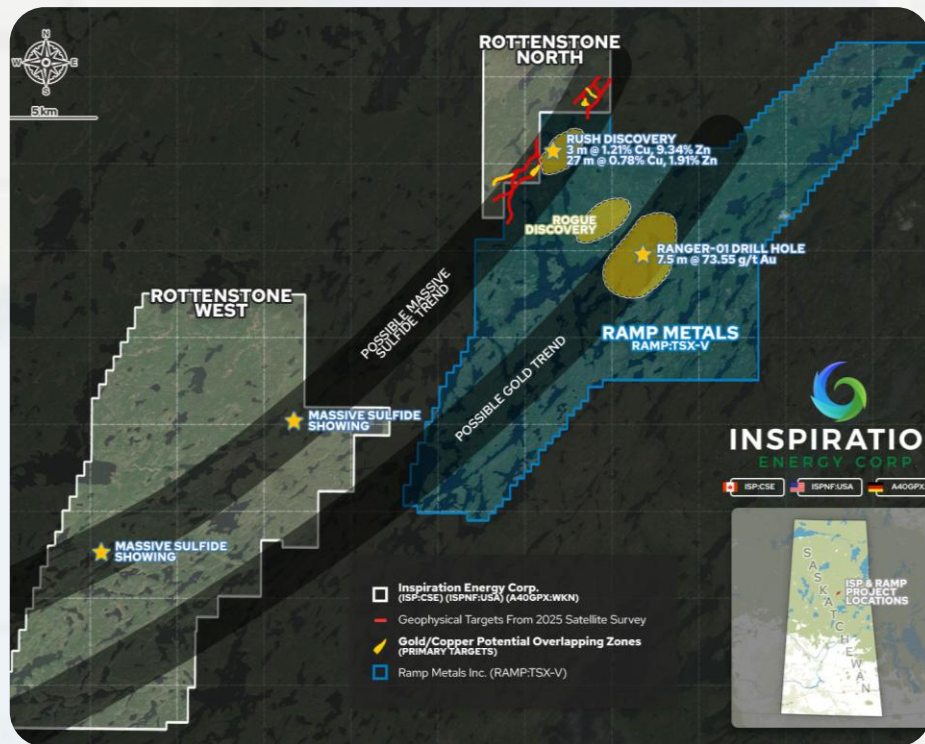 N
W E
S
5km
ROTTENSTONE
NORTH
RUSH DISCOVERY
3 m @ 1.21% Cu, 9.34% Zn
27 m @ 0.78% Cu, 1.91% Zn
ROGUE
DISCOVERY
RANGER-01 DRILL HOLE
7.5 m @ 73.55 g/t Au
ROTTENSTONE
WEST
POSSIBLE MASSIVE
SULFIDE TREND
RAMP METALS
RAMP:TSX-V
POSSIBLE GOLD TREND
MASSIVE SULFIDE
SHOWING
MASSIVE SULFIDE
SHOWING
INSPIRATIO
ENERGY CORP
ISP:CSE
ISPNF:USA
A40GPX
Inspiration Energy Corp.
(ISP:CSE) (ISPNF:USA) (A40GPX:WKN)
Geophysical Targets From 2025 Satellite Survey
Gold/Copper Potential Overlapping Zones
(PRIMARY TARGETS)
Ramp Metals Inc. (RAMP:TSX-V)
SASKATCHEWAN
ISP & RAMP
PROJECT
LOCATIONS